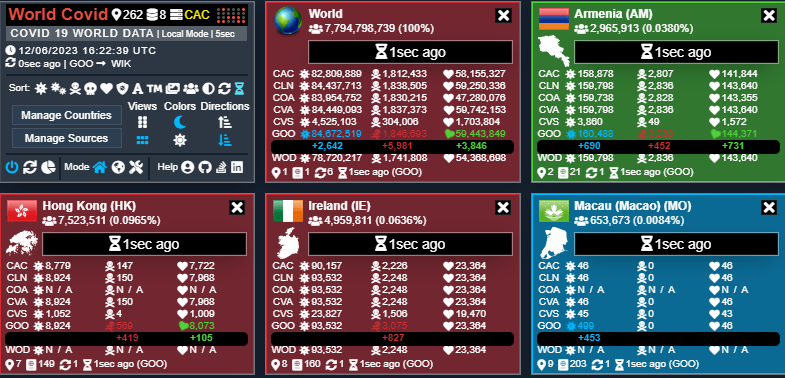 World Covid 262 8 CAC
COVID 19 WORLD DATA | Local Mode | 5sec
12/06/2023 16:22:39 UTC
0sec ago | GOO → WIK
Sort: A TM
Views Colors Directions
Manage Countries
Manage Sources
Mode Help
World
7,794,798,739 (100%)
1sec ago
CAC 82,809,889 1,812,433 58,155,327
CLN 84,437,713 1,838,505 59,250,336
COA 83,954,752 1,830,215 47,280,076
CVA 84,449,093 1,837,373 59,742,153
CVS 4,525,103 304,006 1,703,804
GOO 84,672,519 1,846,693 59,443,849
+2,642 +5,981 +3,846
WOD 78,720,217 1,741,808 54,368,698
1 1 6 1sec ago (GOO)
Armenia (AM)
2,965,913 (0.0380%)
1sec ago
CAC 158,878 2,807 141,844
CLN 159,798 2,836 143,640
COA 159,738 2,828 143,355
CVA 159,798 2,836 143,640
CVS 3,860 49 1,572
GOO 160,488 144,371
+690 +452 +731
WOD 159,798 2,836 143,640
2 21 1 1sec ago (GOO)
Hong Kong (HK)
7,523,511 (0.0965%)
1sec ago
CAC 8,779 147 7,722
CLN 8,924 150 7,968
COA N / A N / A N / A
CVA 8,924 150 7,968
CVS 1,052 4 1,009
GOO 8,924 569 8,073
+419 +105
WOD N / A N / A N / A
7 149 1 1sec ago (GOO)
Ireland (IE)
4,959,811 (0.0636%)
1sec ago
CAC 90,157 2,226 23,364
CLN 93,532 2,248 23,364
COA 93,532 2,248 23,364
CVA 93,532 2,248 23,364
CVS 23,827 1,506 19,470
GOO 93,532 3,075 23,364
+827
WOD 93,532 2,248 23,364
8 160 1 1sec ago (GOO)
Macau (Macao) (MO)
653,673 (0.0084%)
1sec ago
CAC 46 0 46
CLN 46 0 46
COA N / A N / A N / A
CVA 46 0 46
CVS 45 0 43
GOO 499 0 46
+453
WOD N / A N / A N / A
9 203 1 1sec ago (GOO)